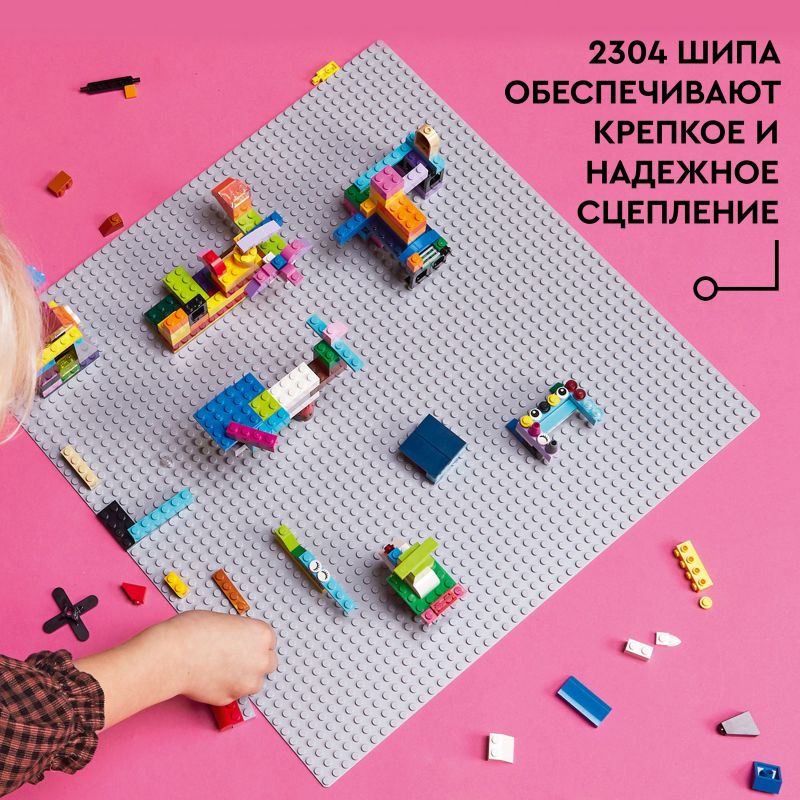 2304 ШИПА
ОБЕСПЕЧИВАЮТ
КРЕПКОЕ И
НАДЕЖНОЕ
СЦЕПЛЕНИЕ